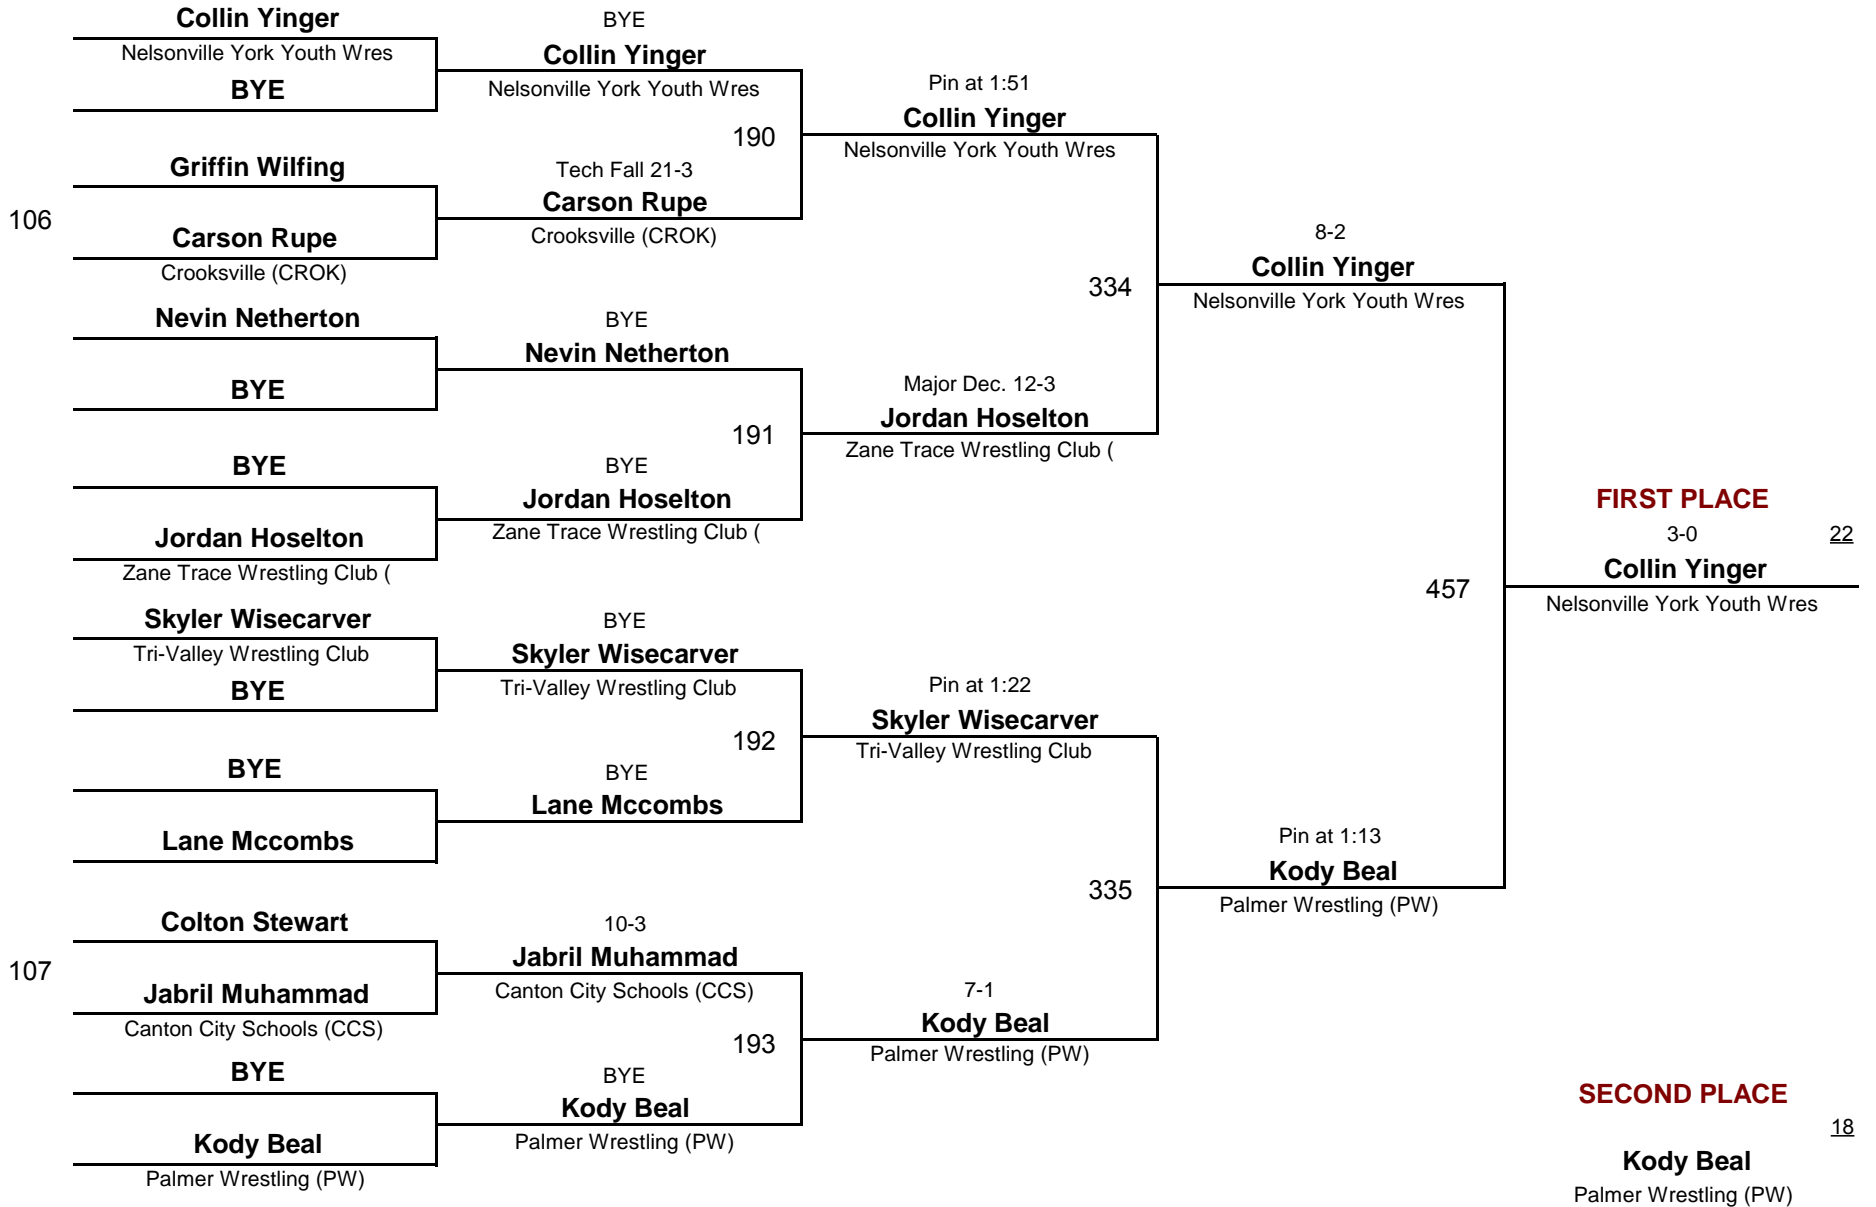 Collin Yinger
Nelsonville York Youth Wres
BYE
106
Griffin Wilfing
Carson Rupe
Crooksville (CROK)
Nevin Netherton
BYE
BYE
Jordan Hoselton
Zane Trace Wrestling Club (
Skyler Wisecarver
Tri-Valley Wrestling Club
BYE
BYE
Lane Mccombs
107
Colton Stewart
Jabril Muhammad
Canton City Schools (CCS)
BYE
Kody Beal
Palmer Wrestling (PW)
BYE
Collin Yinger
Nelsonville York Youth Wres
190
Tech Fall 21-3
Carson Rupe
Crooksville (CROK)
BYE
Nevin Netherton
191
BYE
Jordan Hoselton
Zane Trace Wrestling Club (
BYE
Skyler Wisecarver
Tri-Valley Wrestling Club
192
BYE
Lane Mccombs
10-3
Jabril Muhammad
Canton City Schools (CCS)
193
BYE
Kody Beal
Palmer Wrestling (PW)
Pin at 1:51
Collin Yinger
Nelsonville York Youth Wres
334
Major Dec. 12-3
Jordan Hoselton
Zane Trace Wrestling Club (
Pin at 1:22
Skyler Wisecarver
Tri-Valley Wrestling Club
335
7-1
Kody Beal
Palmer Wrestling (PW)
8-2
Collin Yinger
Nelsonville York Youth Wres
457
Pin at 1:13
Kody Beal
Palmer Wrestling (PW)
FIRST PLACE
3-0
22
Collin Yinger
Nelsonville York Youth Wres
SECOND PLACE
18
Kody Beal
Palmer Wrestling (PW)